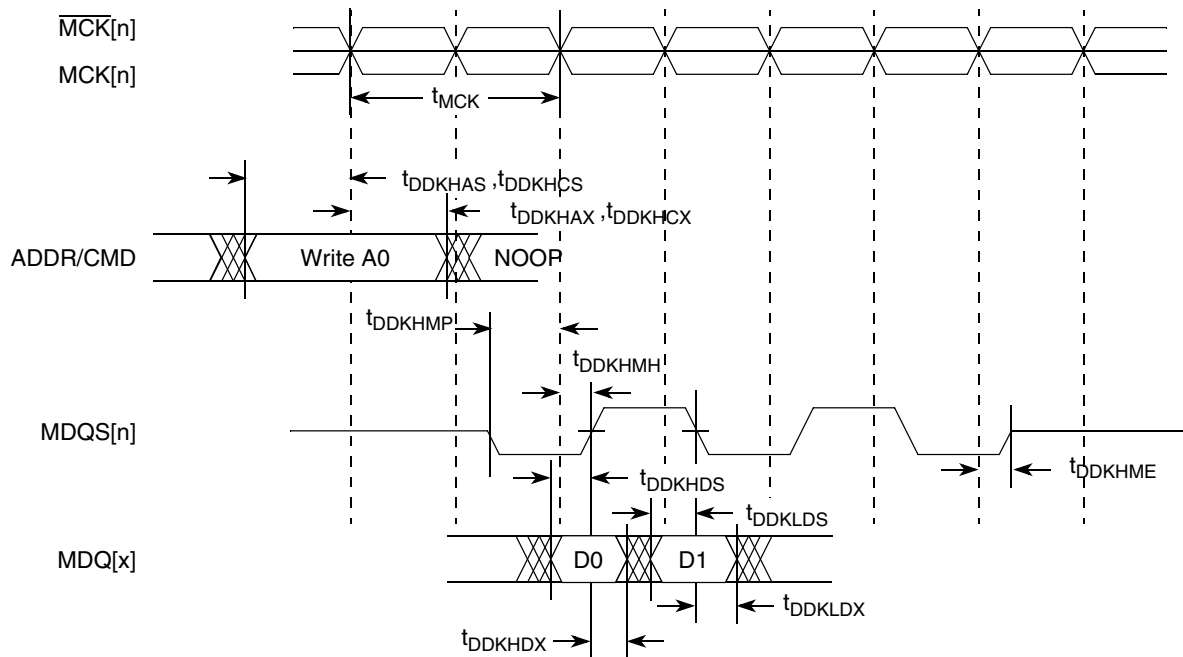 MCK[n]
MCK[n]
tMCK
tDDKHAS ,tDDKHCS
tDDKHAX ,tDDKHCX
ADDR/CMD
Write A0
NOOP
tDDKHMP
tDDKHMH
MDQS[n]
tDDKHME
tDDKHDS
tDDKLDS
MDQ[x]
D0
D1
tDDKLDX
tDDKHDX